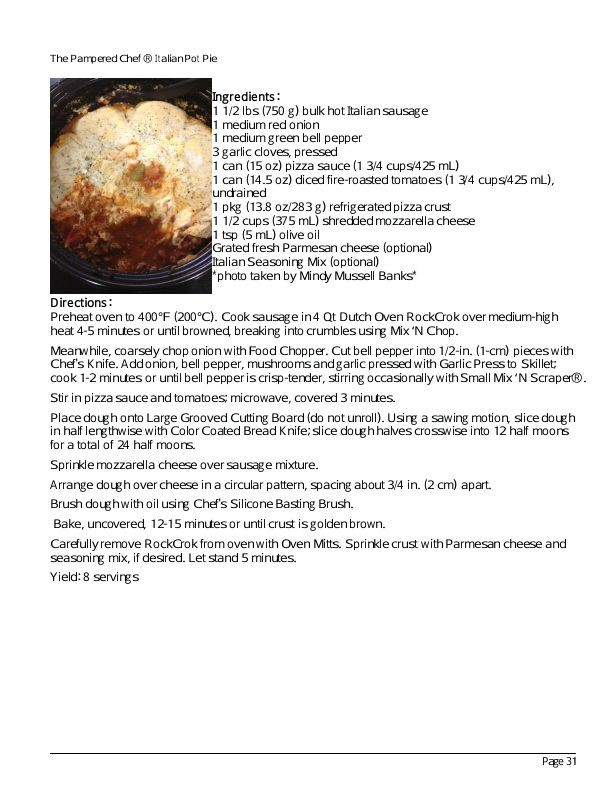 The Pampered Chef ® Italian Pot Pie
Ingredients:
1 1/2 lbs (750 g) bulk hot Italian sausage
1 medium red onion
1 medium green bell pepper
3 garlic cloves, pressed
1 can (15 oz) pizza sauce (1 3/4 cups/425 mL)
1 can (14.5 oz) diced fire-roasted tomatoes (1 3/4 cups/425 mL),
undrained
1 pkg (13.8 oz/283 g) refrigerated pizza crust
1 1/2 cups (375 mL) shredded mozzarella cheese
1 tsp (5 mL) olive oil
Grated fresh Parmesan cheese (optional)
Italian Seasoning Mix (optional)
*photo taken by Mindy Mussell Banks*
Directions:
Preheat oven to 400°F (200°C). Cook sausage in 4 Qt Dutch Oven RockCrok over medium-high
heat 4-5 minutes or until browned, breaking into crumbles using Mix ‘N Chop.
Meanwhile, coarsely chop onion with Food Chopper. Cut bell pepper into 1/2-in. (1-cm) pieces with
Chef's Knife. Add onion, bell pepper, mushrooms and garlic pressed with Garlic Press to Skillet;
cook 1-2 minutes or until bell pepper is crisp-tender, stirring occasionally with Small Mix ‘N Scraper®.
Stir in pizza sauce and tomatoes; microwave, covered 3 minutes.
Place dough onto Large Grooved Cutting Board (do not unroll). Using a sawing motion, slice dough
in half lengthwise with Color Coated Bread Knife; slice dough halves crosswise into 12 half moons
for a total of 24 half moons.
Sprinkle mozzarella cheese over sausage mixture.
Arrange dough over cheese in a circular pattern, spacing about 3/4 in. (2 cm) apart.
Brush dough with oil using Chef's Silicone Basting Brush.
Bake, uncovered, 12-15 minutes or until crust is golden brown.
Carefully remove RockCrok from oven with Oven Mitts. Sprinkle crust with Parmesan cheese and
seasoning mix, if desired. Let stand 5 minutes.
Yield: 8 servings
Page 31